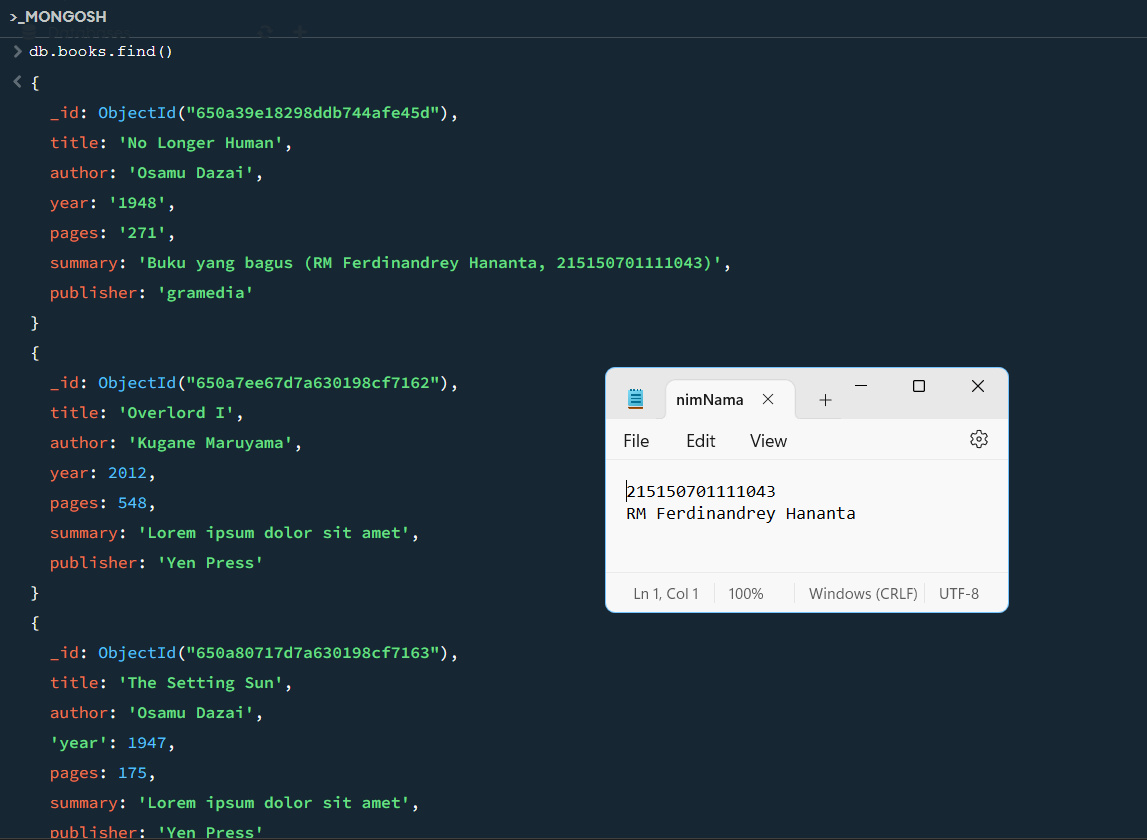 >_MONGOSH
> db.books.find()
< {
_id: ObjectId("650a39e18298ddb744afe45d"),
title: 'No Longer Human',
author: 'Osamu Dazai',
year: '1948',
pages: '271',
summary: 'Buku yang bagus (RM Ferdinandrey Hananta, 215150701111043)',
publisher: 'gramedia'
}
{
_id: ObjectId("650a7ee67d7a630198cf7162"),
title: 'Overlord I',
author: 'Kugane Maruyama',
year: 2012,
pages: 548,
summary: 'Lorem ipsum dolor sit amet',
publisher: 'Yen Press'
}
{
_id: ObjectId("650a80717d7a630198cf7163"),
title: 'The Setting Sun',
author: 'Osamu Dazai',
'year': 1947,
pages: 175,
summary: 'Lorem ipsum dolor sit amet',
publisher: 'Yen Press'
nimNama
File Edit View
215150701111043
RM Ferdinandrey Hananta
Ln 1, Col 1 100% Windows (CRLF) UTF-8